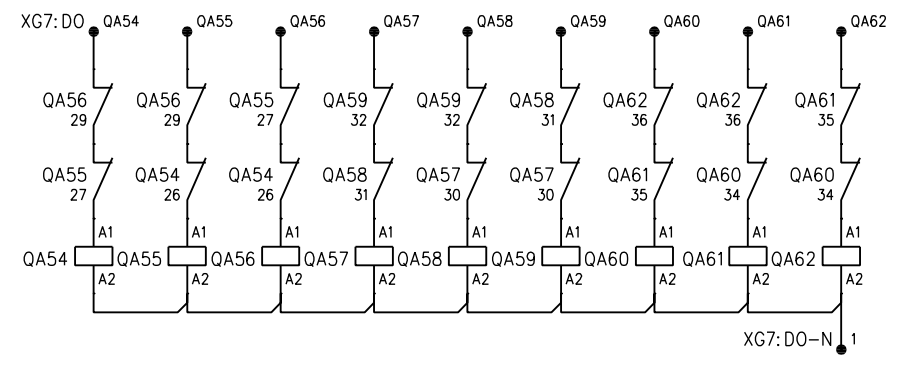 XG7:DO QA54 QA55 QA56 QA57 QA58 QA59 QA60 QA61 QA62
QA56 QA56 QA55 QA59 QA59 QA58 QA62 QA62 QA61
29 29 27 32 32 31 36 36 35
QA55 QA54 QA54 QA58 QA57 QA57 QA61 QA60 QA60
27 26 26 31 30 30 35 34 34
A1 A1 A1 A1 A1 A1 A1 A1 A1
QA54 QA55 QA56 QA57 QA58 QA59 QA60 QA61 QA62
A2 A2 A2 A2 A2 A2 A2 A2 A2
XG7:DO-N 1